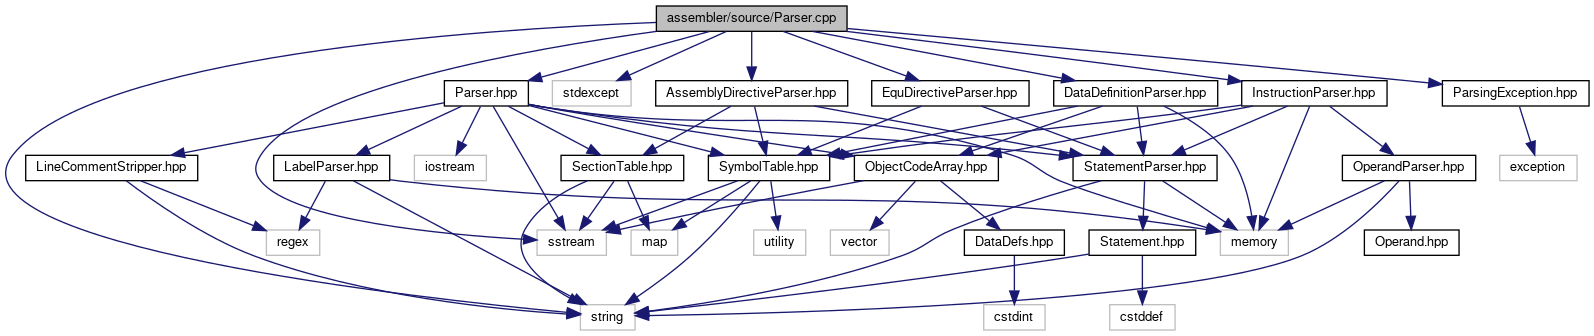 assembler/source/Parser.cpp
Parser.hpp
stdexcept
AssemblyDirectiveParser.hpp
EquDirectiveParser.hpp
DataDefinitionParser.hpp
InstructionParser.hpp
ParsingException.hpp
LineCommentStripper.hpp
LabelParser.hpp
iostream
SectionTable.hpp
SymbolTable.hpp
ObjectCodeArray.hpp
StatementParser.hpp
OperandParser.hpp
exception
regex
sstream
map
utility
vector
DataDefs.hpp
Statement.hpp
memory
Operand.hpp
string
cstdint
cstddef